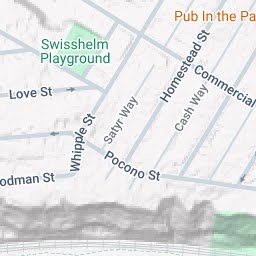 Pub In the Pa
Swisshelm
Playground
Homestead St
Commercial
Love St
Satyr Way
Cash Way
Whipple St
Pocono St
odman St